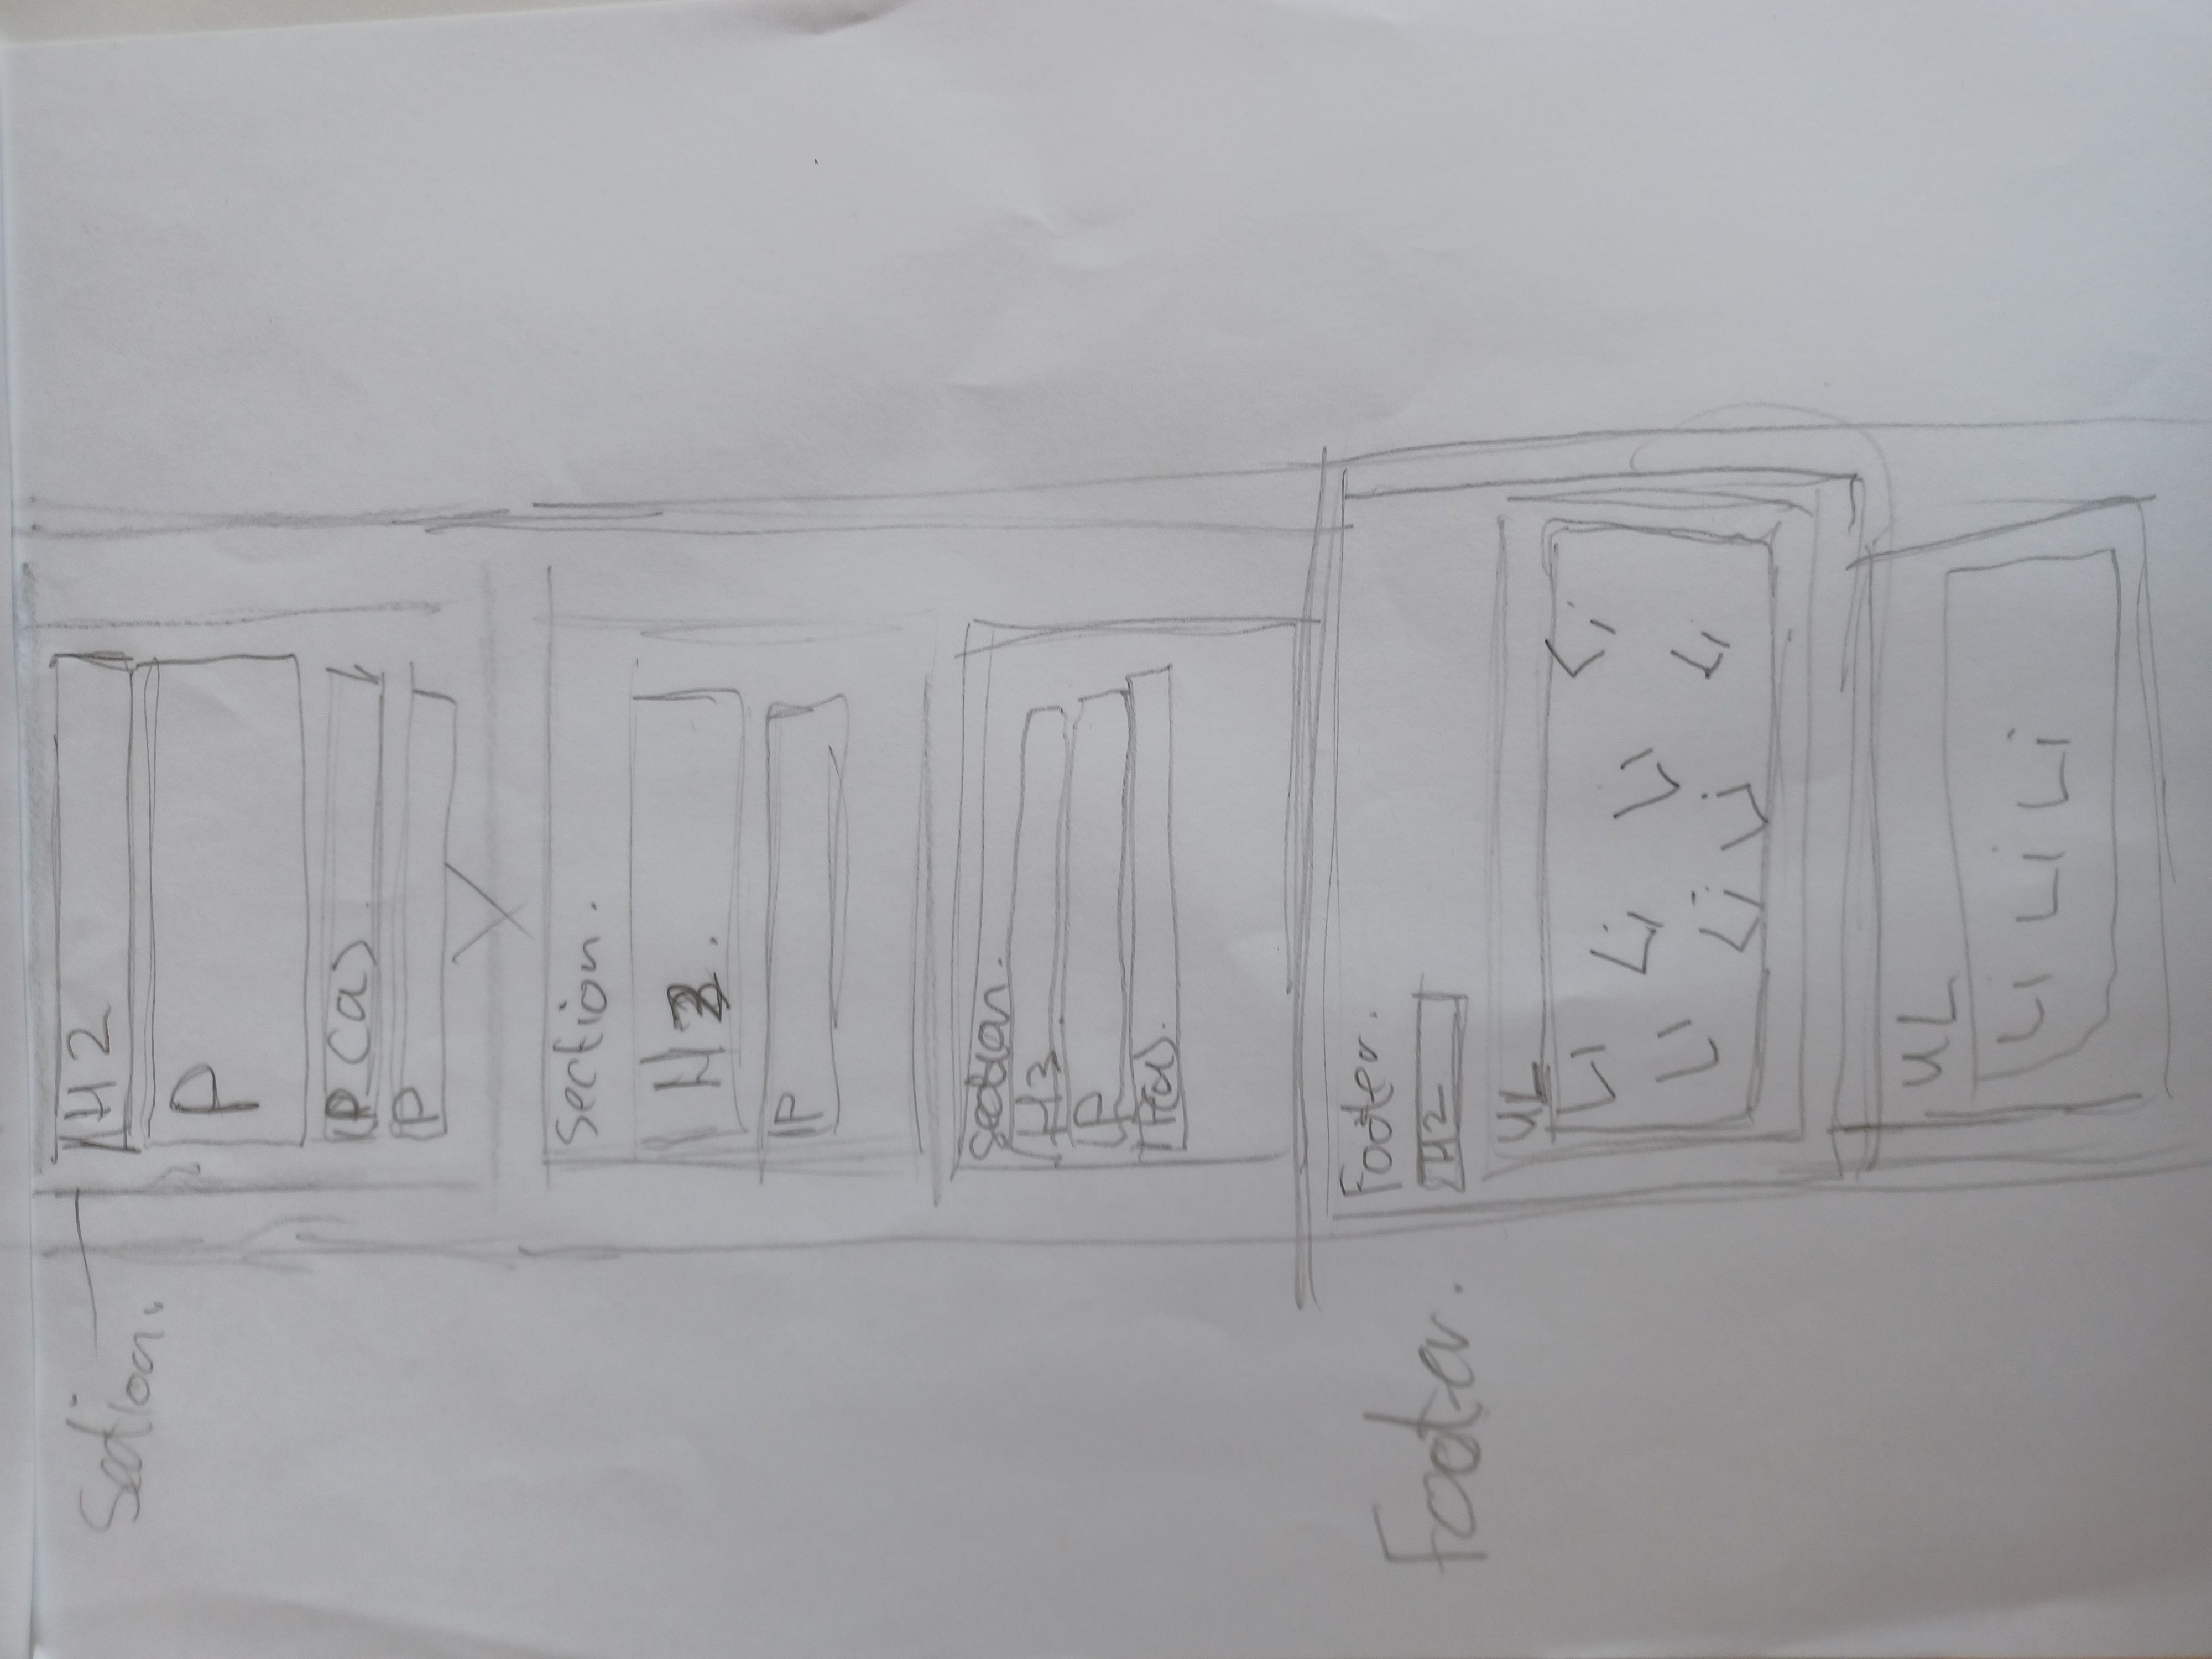 Section.
H2
P
P(a).
P
Section.
H3.
P
Section.
H3
P
P(a).
Footer.
Footer.
H2
UL
Li Li Li Li
Li Li Li Li
UL
Li Li Li